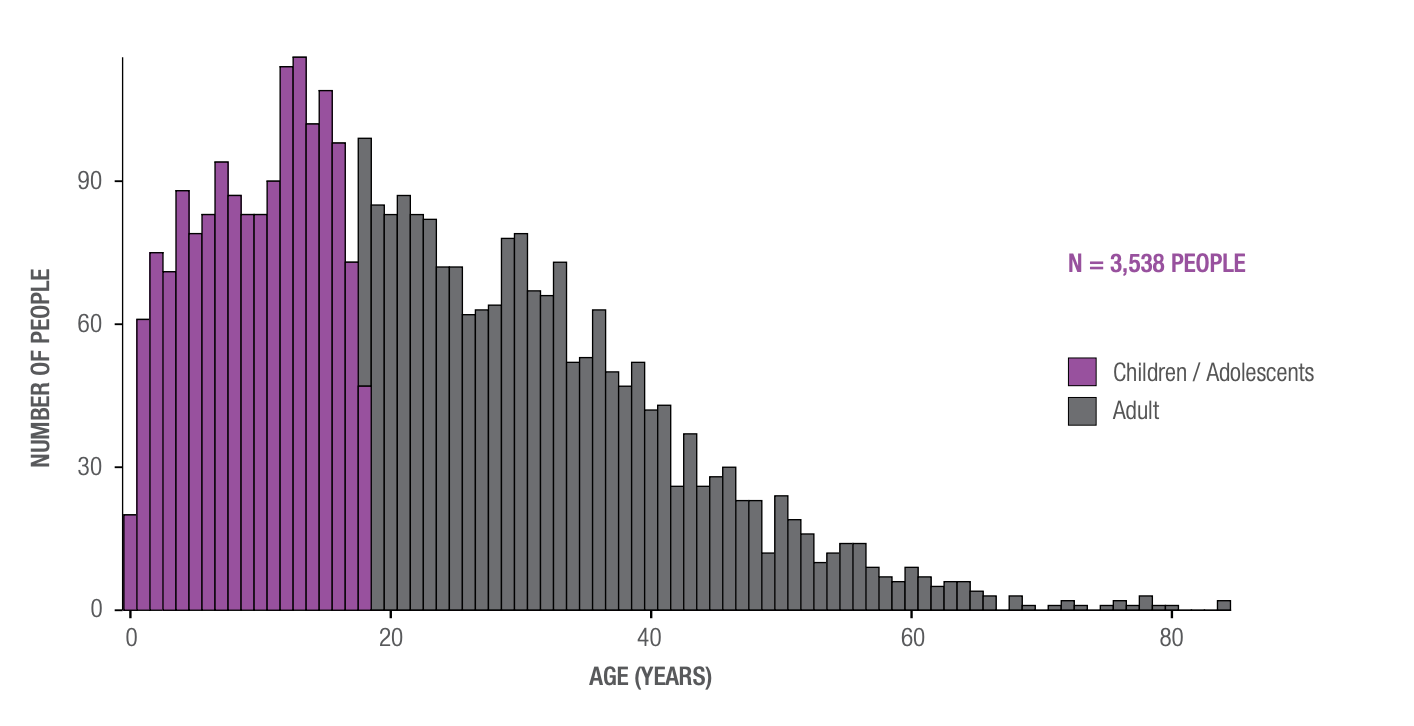 90
60
30
0
NUMBER OF PEOPLE
0 20 40 60 80
AGE (YEARS)
N = 3,538 PEOPLE
Children / Adolescents
Adult